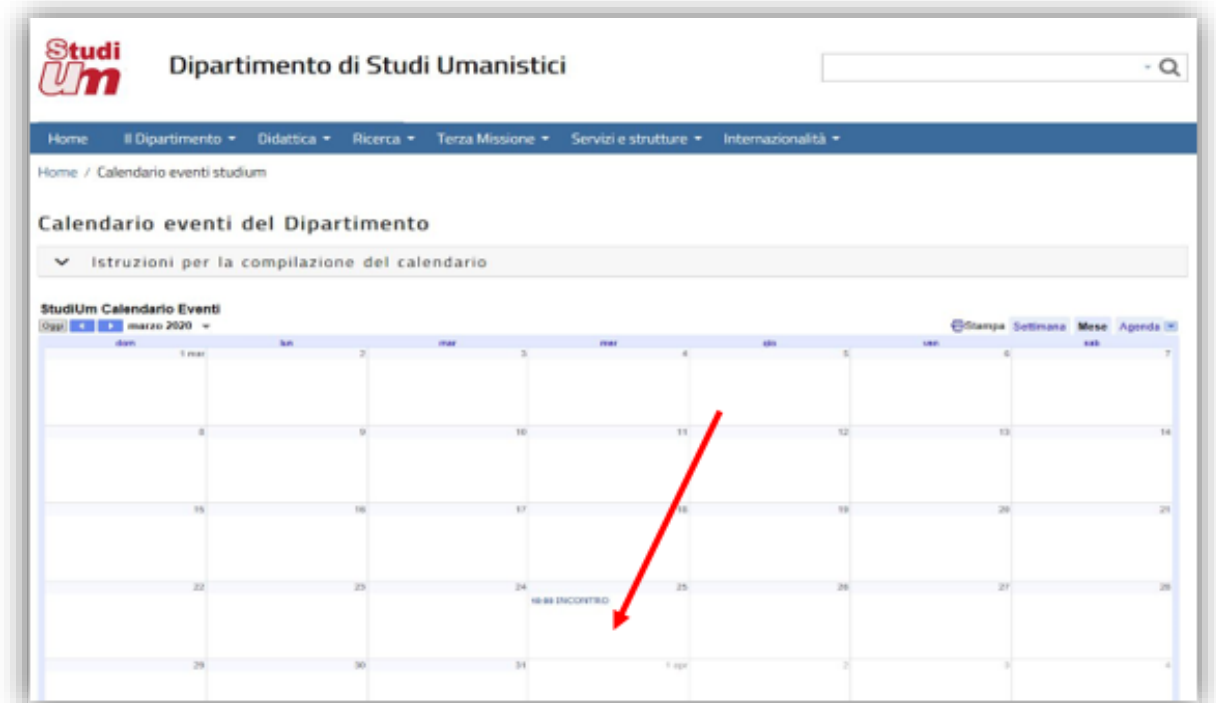 Studi
Um
Dipartimento di Studi Umanistici
Home Il Dipartimento Didattica Ricerca Terza Missione Servizi e strutture Internazionalità
Home / Calendario eventi studium
Calendario eventi del Dipartimento
Istruzioni per la compilazione del calendario
StudiUm Calendario Eventi
Oggi marzo 2020 Stampa Settimana Mese Agenda
dom lun mar mer gio ven sab
1 mar 2 3 4 5 6 7
8 9 10 11 12 13 14
15 16 17 18 19 20 21
22 23 24 25 26 27 28
INCONTRO
29 30 31 1 apr 2 3 4